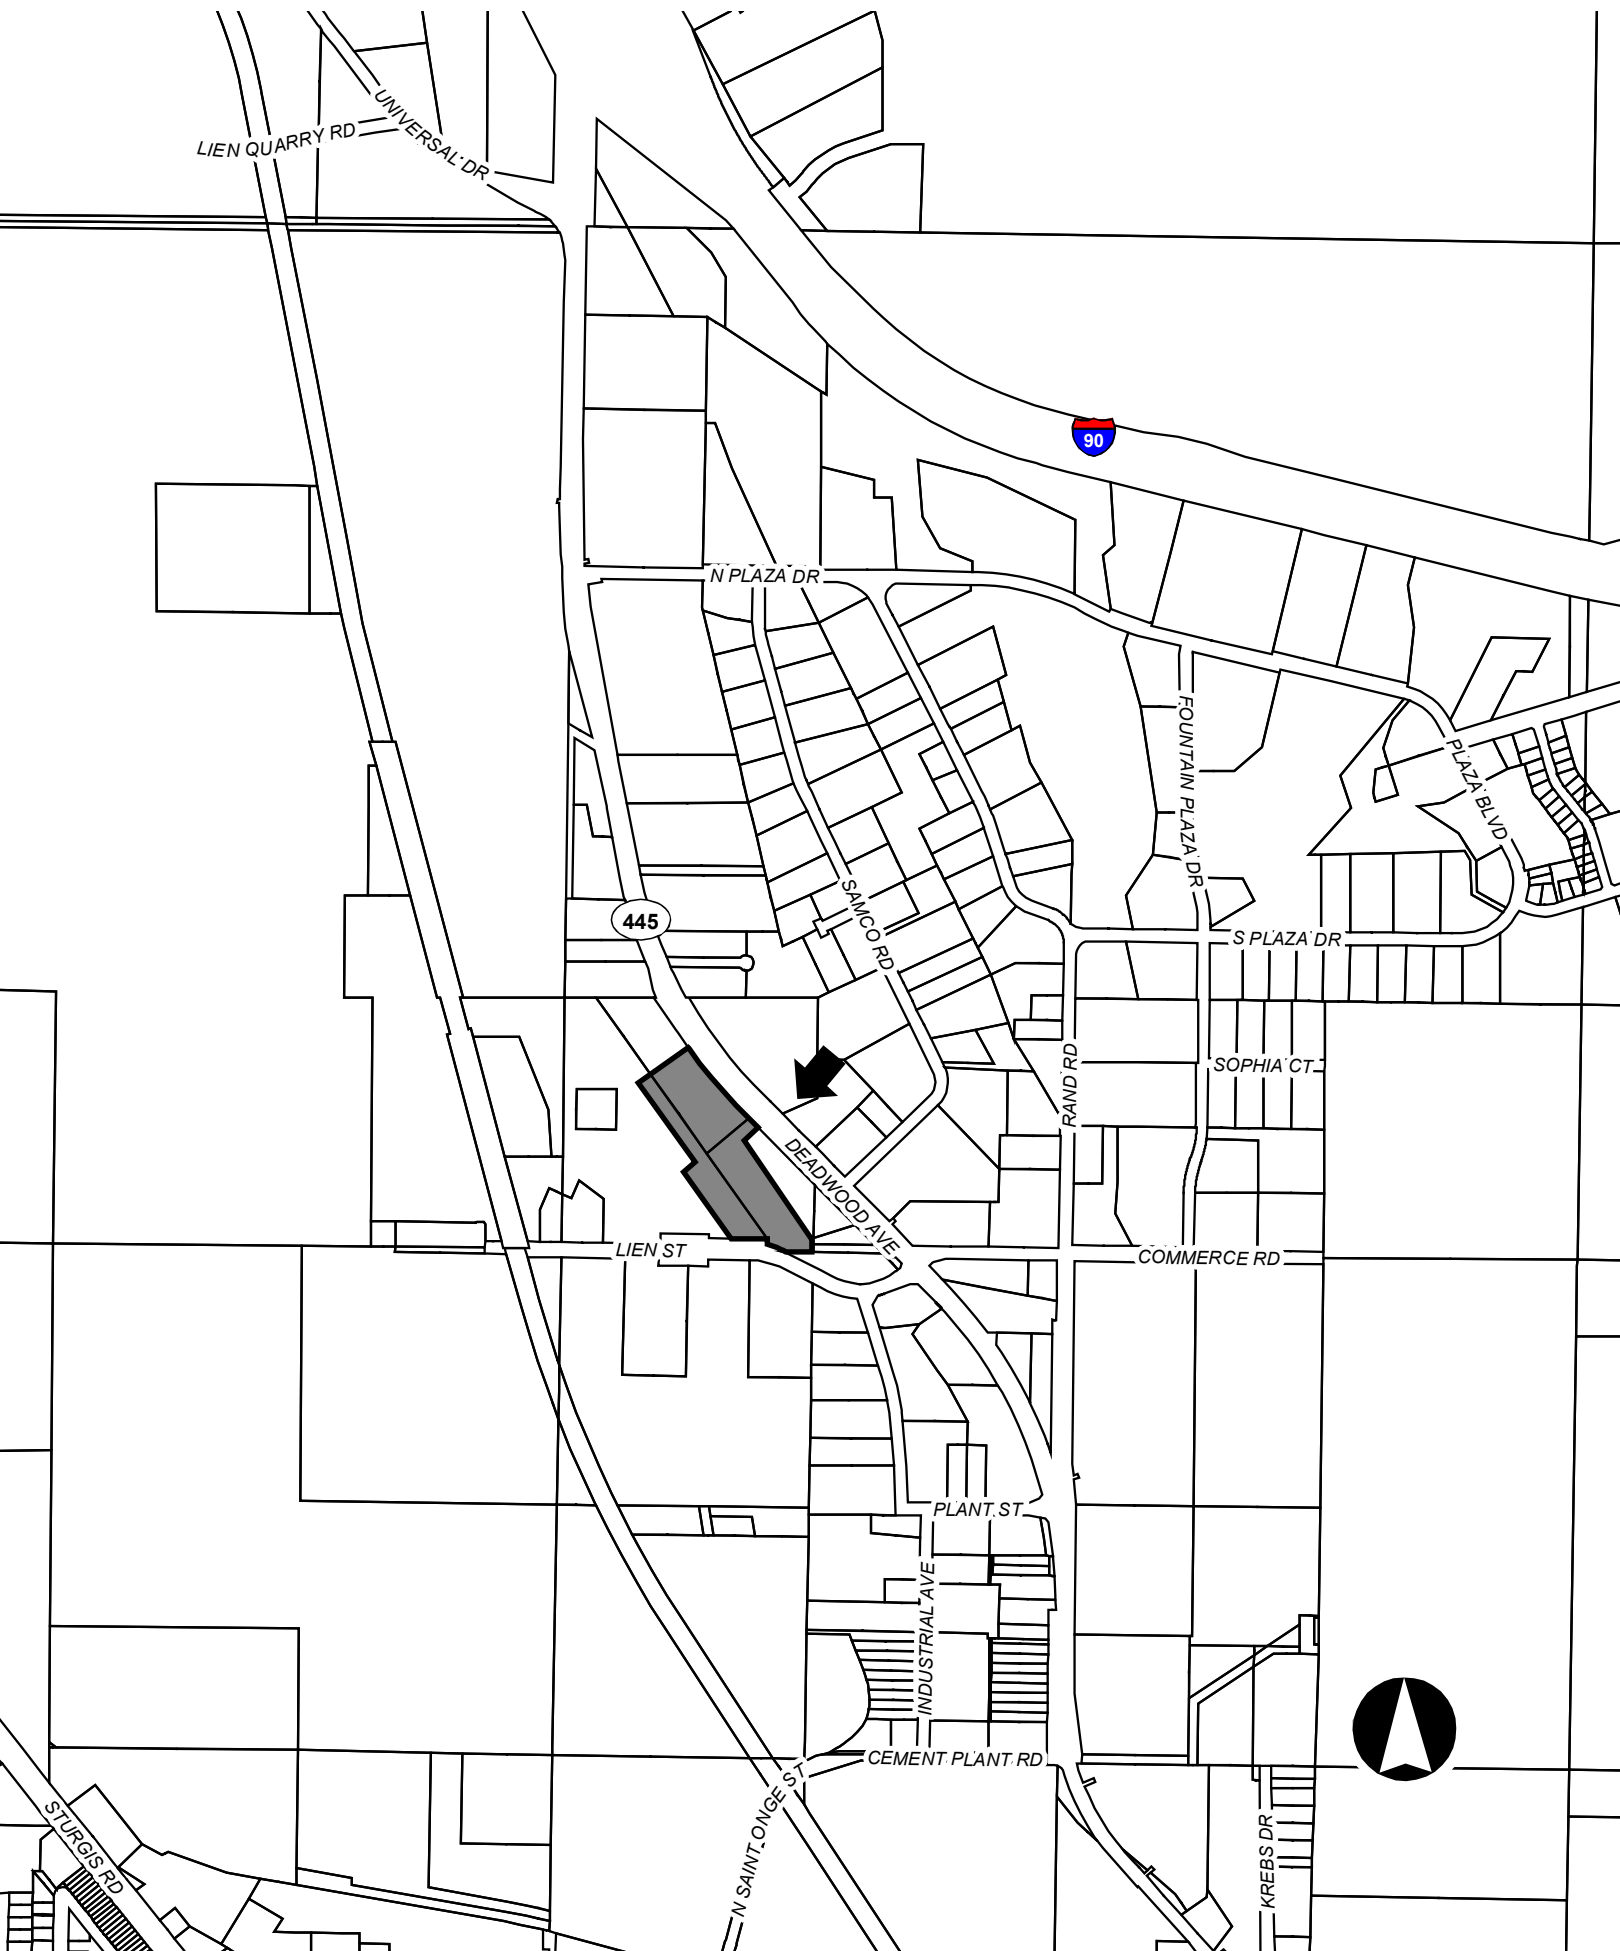 UNIVERSAL DR
LIEN QUARRY RD
90
N PLAZA DR
FOUNTAIN PLAZA DR
PLAZA BLVD
445
SAMCO RD
S PLAZA DR
RAND RD
SOPHIA CT
DEADWOOD AVE
LIEN ST
COMMERCE RD
PLANT ST
INDUSTRIAL AVE
CEMENT PLANT RD
N SAINT ONGE ST
STURGIS RD
KREBS DR